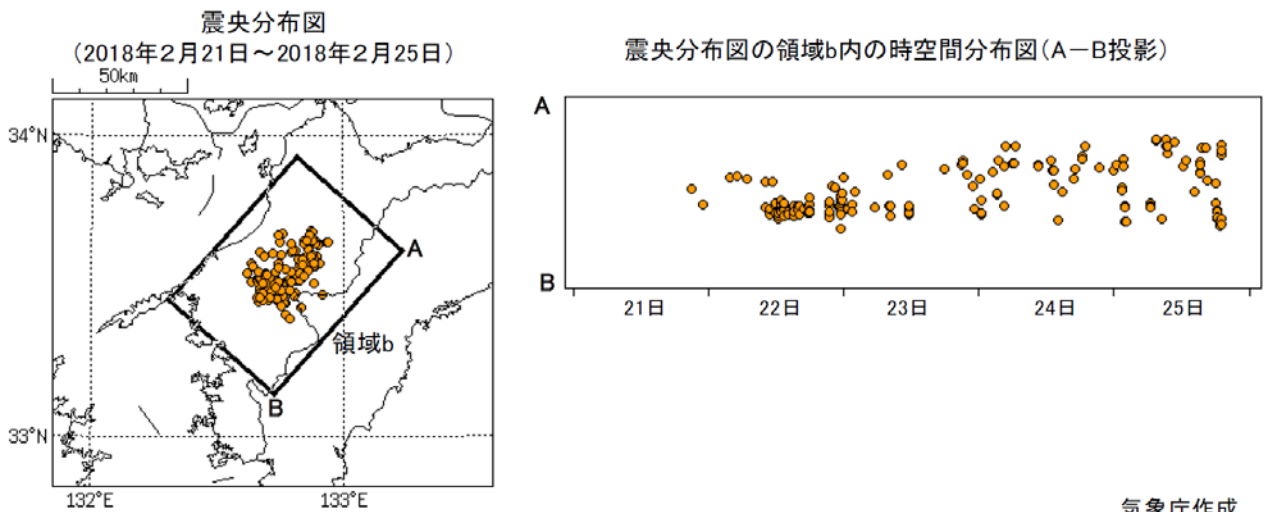 震央分布図
（2018年２月21日～2018年２月25日）
50km
34°N
33°N
132°E
133°E
A
B
領域b
震央分布図の領域b内の時空間分布図（A－B投影）
A
B
21日
22日
23日
24日
25日
気象庁作成